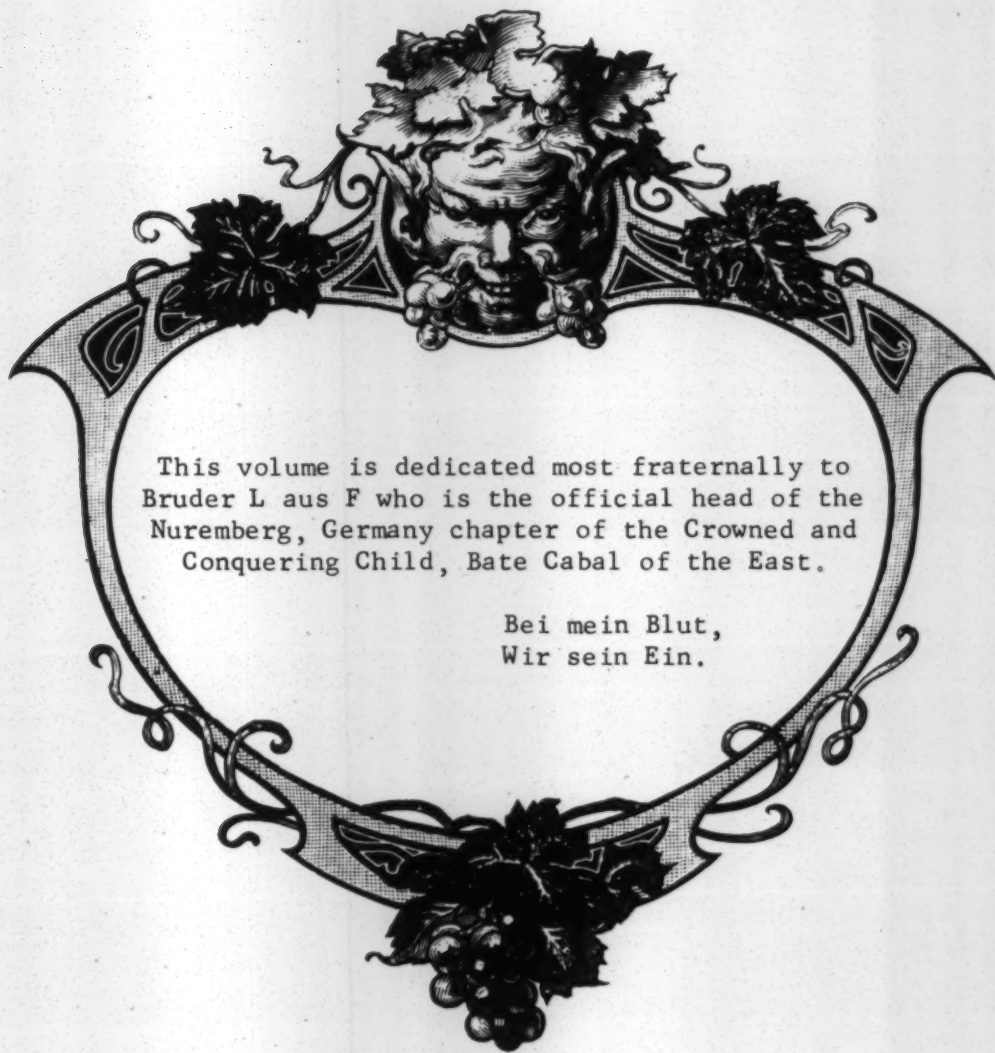 This volume is dedicated most fraternally to
Bruder L aus F who is the official head of the
Nuremberg, Germany chapter of the Crowned and
Conquering Child, Bate Cabal of the East.
Bei mein Blut,
Wir sein Ein.